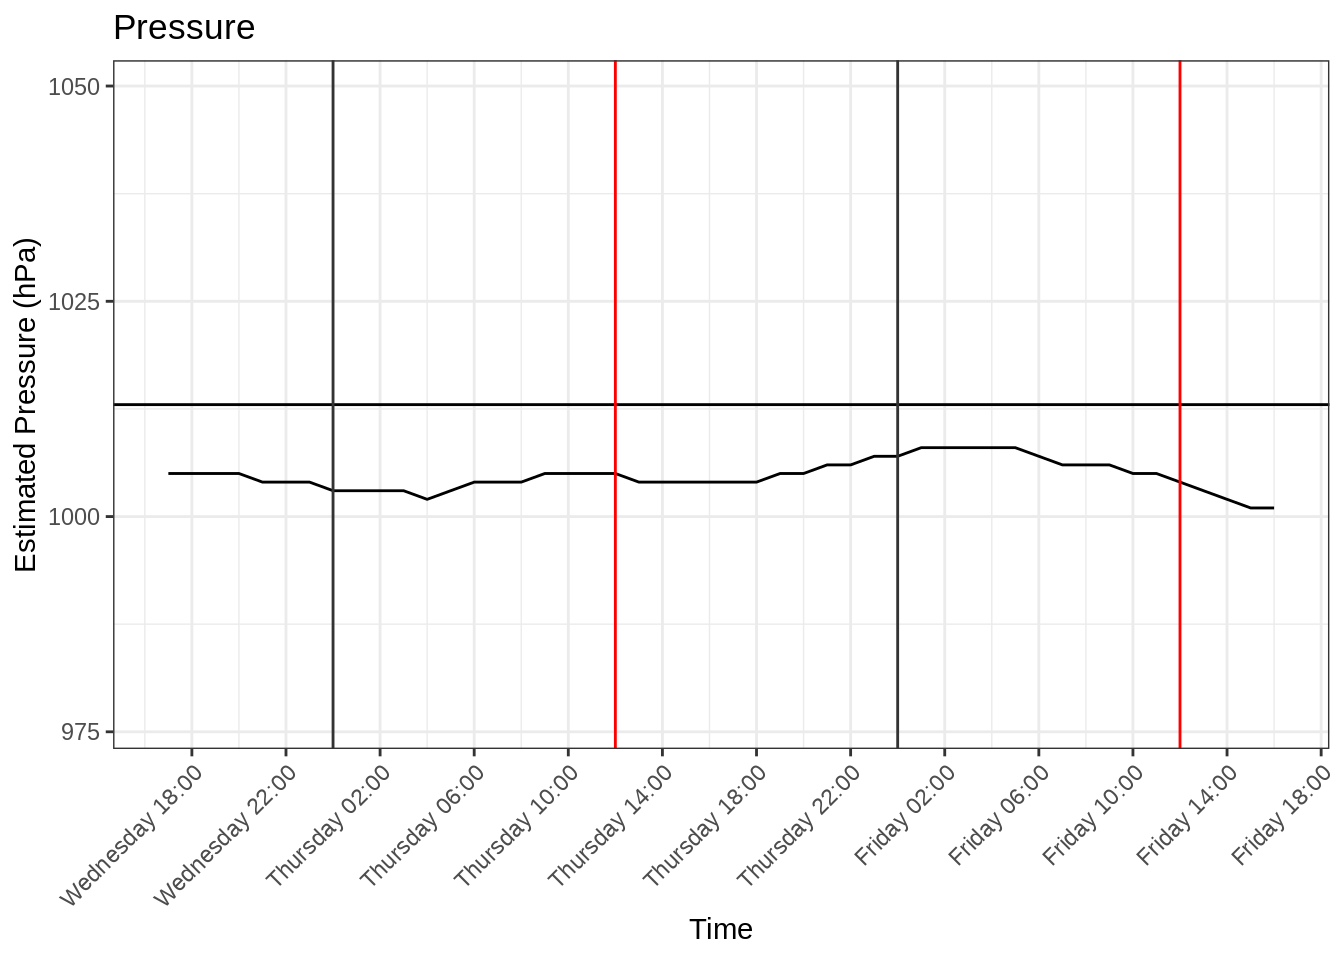 Pressure
Estimated Pressure (hPa)
1050
1025
1000
975
Wednesday 18:00
Wednesday 22:00
Thursday 02:00
Thursday 06:00
Thursday 10:00
Thursday 14:00
Thursday 18:00
Thursday 22:00
Friday 02:00
Friday 06:00
Friday 10:00
Friday 14:00
Friday 18:00
Time